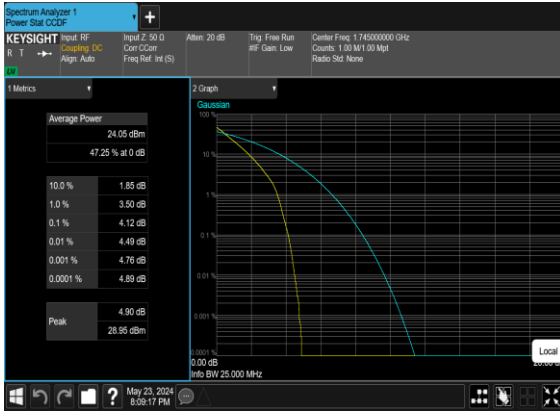 Spectrum Analyzer 1
Power Stat CCDF
+
KEYSIGHT
R T
LXI
Input: RF
Coupling: DC
Align: Auto
Input Z: 50 Ω
Corr CCorr
Freq Ref: Int (S)
Atten: 20 dB
Trig: Free Run
#IF Gain: Low
Center Freq: 1.745000000 GHz
Counts: 1.00 M/1.00 Mpt
Radio Std: None
1 Metrics
Average Power
24.05 dBm
47.25 % at 0 dB
10.0 % 1.85 dB
1.0 % 3.50 dB
0.1 % 4.12 dB
0.01 % 4.49 dB
0.001 % 4.76 dB
0.0001 % 4.89 dB
Peak
4.90 dB
28.95 dBm
2 Graph
Gaussian
100 %
10 %
1 %
0.1 %
0.01 %
0.001 %
0.0001 %
0.00 dB
Info BW 25.000 MHz
Local
May 23, 2024
8:09:17 PM